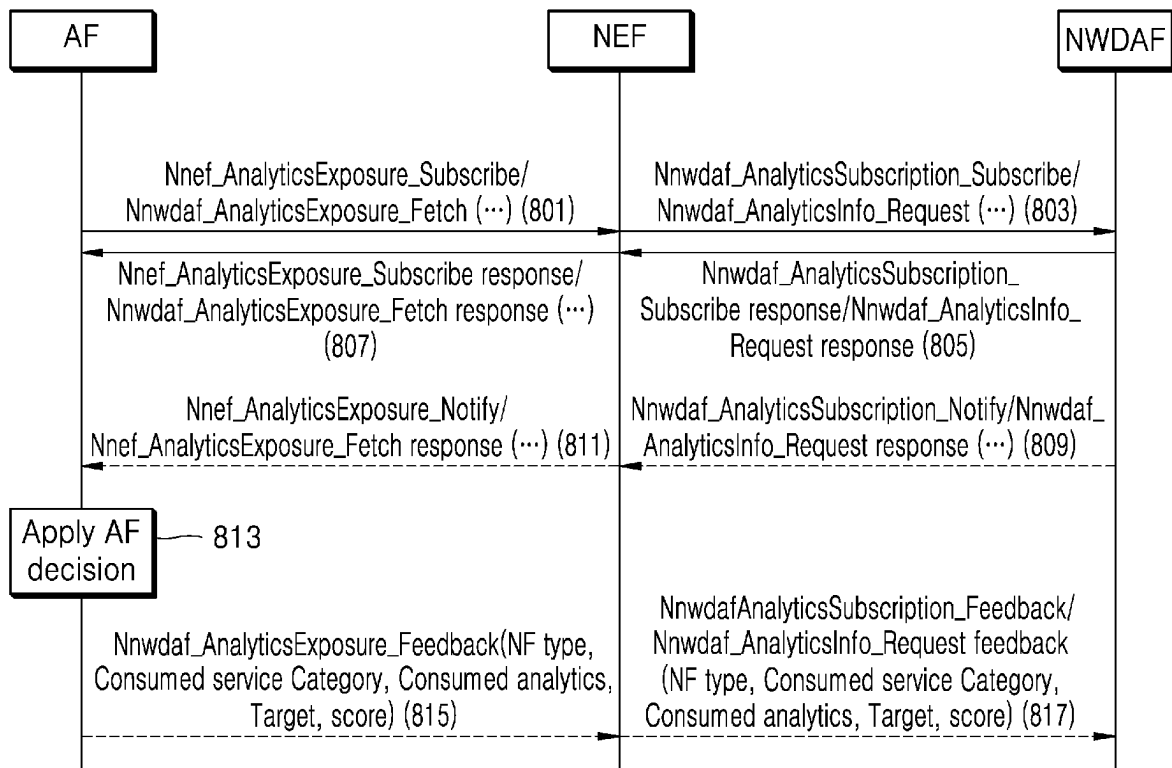 AF
NEF
NWDAF
Nnef_AnalyticsExposure_Subscribe/
Nnwdaf_AnalyticsExposure_Fetch (⋯) (801)
Nnwdaf_AnalyticsSubscription_Subscribe/
Nnwdaf_AnalyticsInfo_Request (⋯) (803)
Nnef_AnalyticsExposure_Subscribe response/
Nnwdaf_AnalyticsExposure_Fetch response (⋯)
(807)
Nnwdaf_AnalyticsSubscription_
Subscribe response/Nnwdaf_AnalyticsInfo_
Request response (805)
Nnef_AnalyticsExposure_Notify/
Nnef_AnalyticsExposure_Fetch response (⋯) (811)
Nnwdaf_AnalyticsSubscription_Notify/Nnwdaf_
AnalyticsInfo_Request response (⋯) (809)
Apply AF
decision
813
Nnwdaf_AnalyticsExposure_Feedback(NF type,
Consumed service Category, Consumed analytics,
Target, score) (815)
NnwdafAnalyticsSubscription_Feedback/
Nnwdaf_AnalyticsInfo_Request feedback
(NF type, Consumed service Category,
Consumed analytics, Target, score) (817)